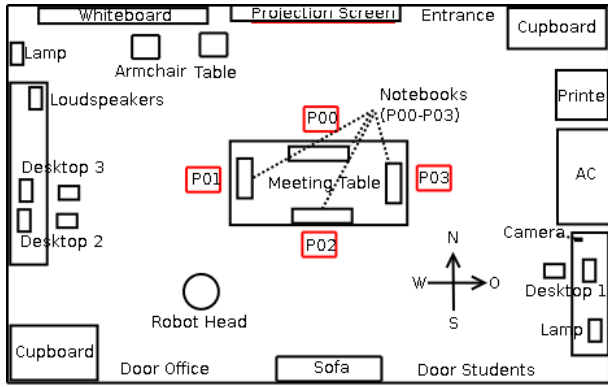 Whiteboard
Projection Screen
Entrance
Cupboard
Lamp
Armchair
Table
Loudspeakers
Notebooks
(P00-P03)
Printe
P00
Desktop 3
P01
Meeting Table
P03
AC
Desktop 2
P02
Camera..
N
W
O
S
Desktop 1
Robot Head
Lamp
Cupboard
Door Office
Sofa
Door Students